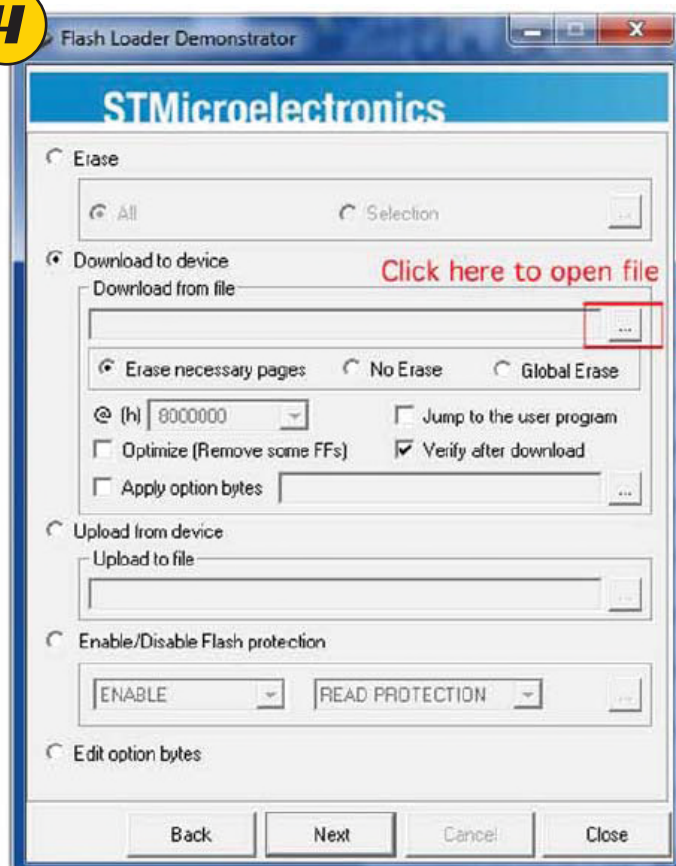 4
Flash Loader Demonstrator
STMicroelectronics
Erase
All Selection ...
Download to device
Click here to open file
Download from file
...
Erase necessary pages No Erase Global Erase
@ (h) 8000000 Jump to the user program
Optimize (Remove some FFs) Verify after download
Apply option bytes ...
Upload from device
Upload to file
...
Enable/Disable Flash protection
ENABLE READ PROTECTION ...
Edit option bytes
Back Next Cancel Close